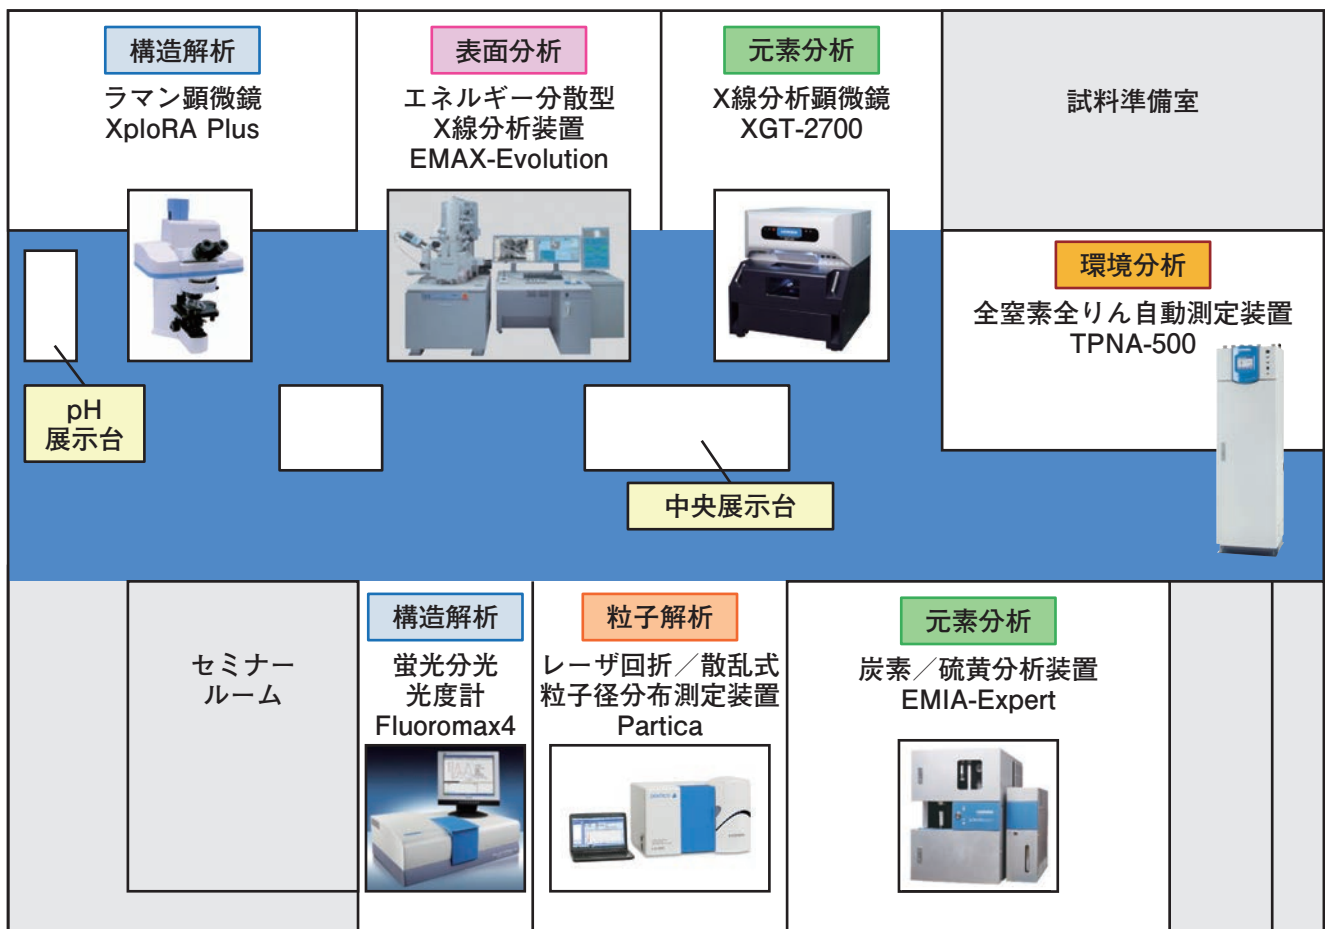 構造解析
ラマン顕微鏡
XploRA Plus
表面分析
エネルギー分散型
X線分析装置
EMAX-Evolution
元素分析
X線分析顕微鏡
XGT-2700
試料準備室
環境分析
全窒素全りん自動測定装置
TPNA-500
pH
展示台
中央展示台
セミナー
ルーム
構造解析
蛍光分光
光度計
Fluoromax4
粒子解析
レーザ回折／散乱式
粒子径分布測定装置
Partica
元素分析
炭素／硫黄分析装置
EMIA-Expert